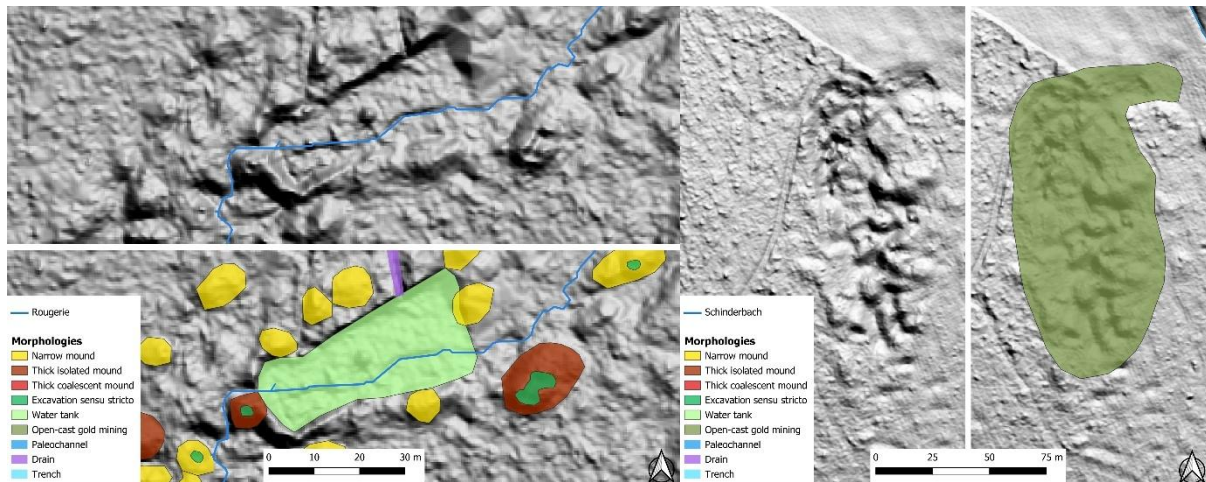 Rougerie
Morphologies
Narrow mound
Thick isolated mound
Thick coalescent mound
Excavation sensu stricto
Water tank
Open-cast gold mining
Paleochannel
Drain
Trench
0 10 20 30 m
Schinderbach
Morphologies
Narrow mound
Thick isolated mound
Thick coalescent mound
Excavation sensu stricto
Water tank
Open-cast gold mining
Paleochannel
Drain
Trench
0 25 50 75 m